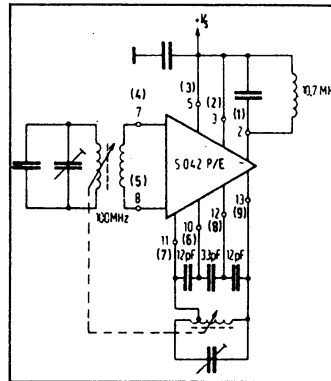 +Vs
(3)
5
(2)
3
(1)
2
10,7 MH
(4)
7
S 042 P/E
(5)
8
100MHz
11
(7)
10
(6)
12
(8)
13
(9)
12pF
33pF
12pF